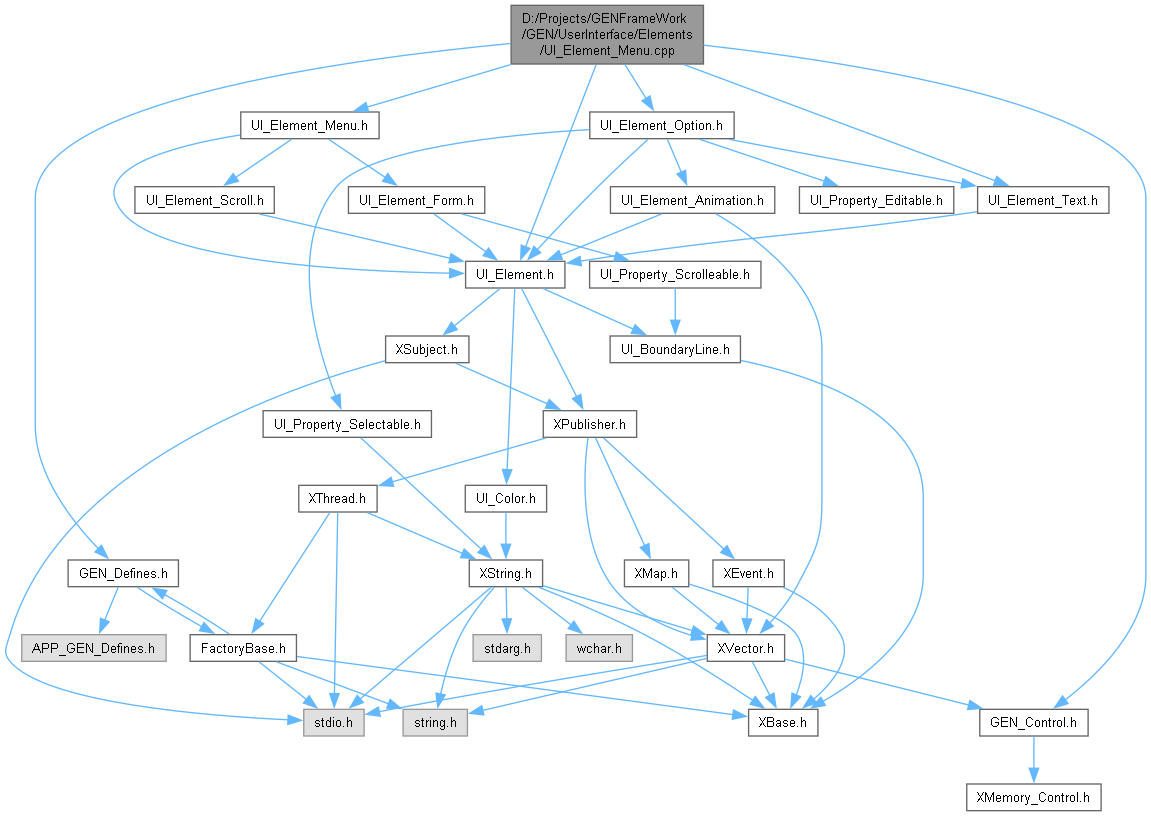 D:/Projects/GENFrameWork
/GEN/UserInterface/Elements
/UI_Element_Menu.cpp
UI_Element_Menu.h
UI_Element_Option.h
UI_Element_Scroll.h
UI_Element_Form.h
UI_Element_Animation.h
UI_Property_Editable.h
UI_Element_Text.h
UI_Element.h
UI_Property_Scrolleable.h
XSubject.h
UI_BoundaryLine.h
UI_Property_Selectable.h
XPublisher.h
XThread.h
UI_Color.h
GEN_Defines.h
XString.h
XMap.h
XEvent.h
APP_GEN_Defines.h
FactoryBase.h
stdarg.h
wchar.h
XVector.h
stdio.h
string.h
XBase.h
GEN_Control.h
XMemory_Control.h